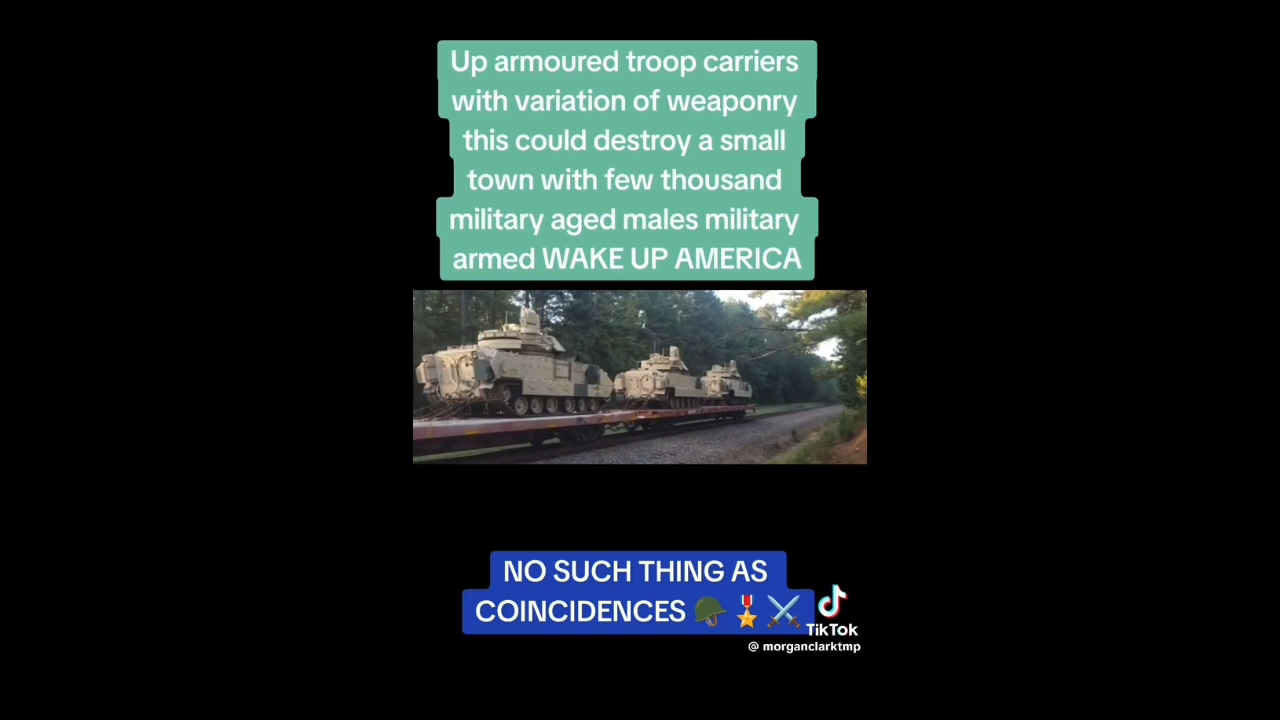 Up armoured troop carriers
with variation of weaponry
this could destroy a small
town with few thousand
military aged males military
armed WAKE UP AMERICA
NO SUCH THING AS
COINCIDENCES 🪖🎖️⚔️
TikTok
@ morganclarktmp